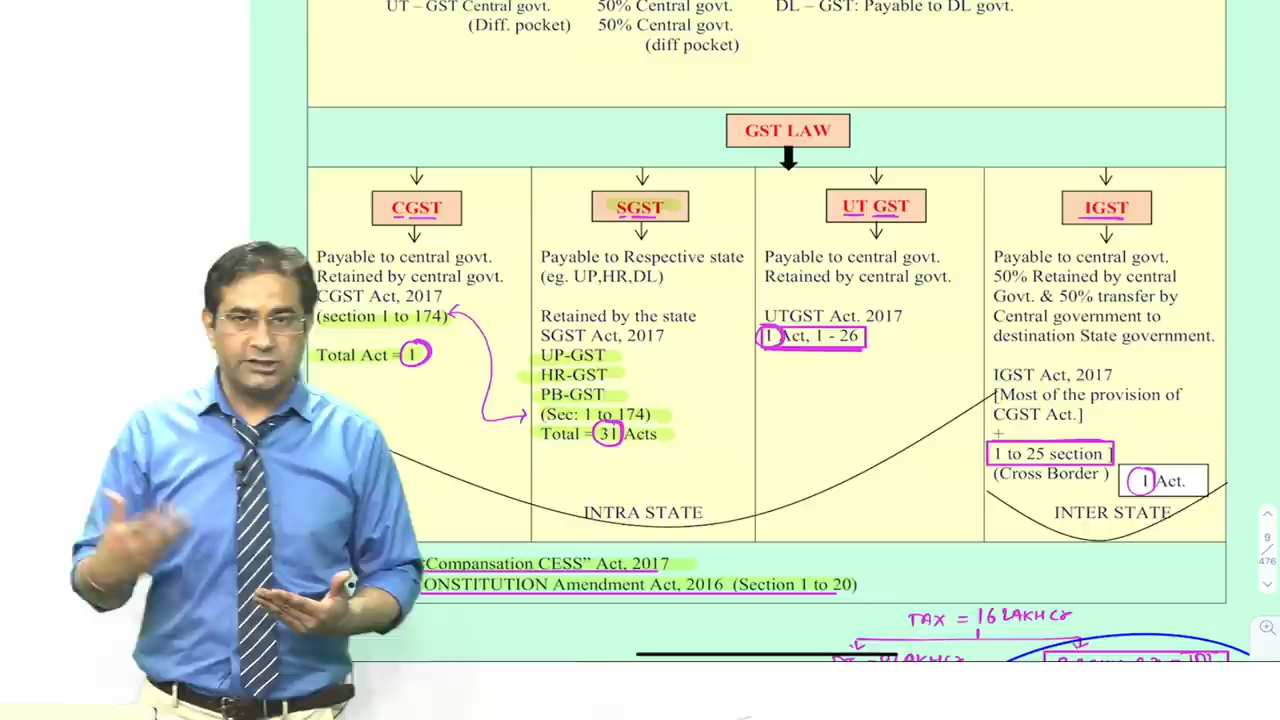 UT – GST Central govt. 50% Central govt. DL – GST: Payable to DL govt.
(Diff. pocket) 50% Central govt.
(diff pocket)
GST LAW
CGST
Payable to central govt.
Retained by central govt.
CGST Act, 2017
(section 1 to 174)
Total Act = 1
SGST
Payable to Respective state
(eg. UP,HR,DL)
Retained by the state
SGST Act, 2017
UP-GST
HR-GST
PB-GST
(Sec: 1 to 174)
Total = 31 Acts
UT GST
Payable to central govt.
Retained by central govt.
UTGST Act. 2017
1 Act, 1 - 26
IGST
Payable to central govt.
50% Retained by central
Govt. & 50% transfer by
Central government to
destination State government.
IGST Act, 2017
[Most of the provision of
CGST Act.]
+
1 to 25 section ]
(Cross Border )
1 Act.
INTRA STATE
INTER STATE
Compansation CESS” Act, 2017
ONSTITUTION Amendment Act, 2016 (Section 1 to 20)
TAX = 16 LAKH Cr
9
/
476